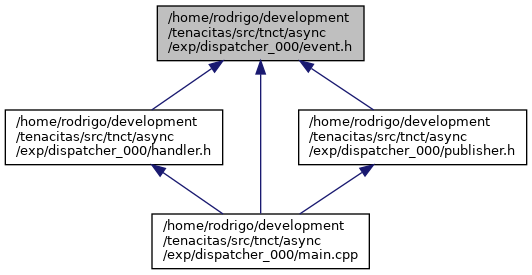 /home/rodrigo/development
/tenacitas/src/tnct/async
/exp/dispatcher_000/event.h
/home/rodrigo/development
/tenacitas/src/tnct/async
/exp/dispatcher_000/handler.h
/home/rodrigo/development
/tenacitas/src/tnct/async
/exp/dispatcher_000/publisher.h
/home/rodrigo/development
/tenacitas/src/tnct/async
/exp/dispatcher_000/main.cpp